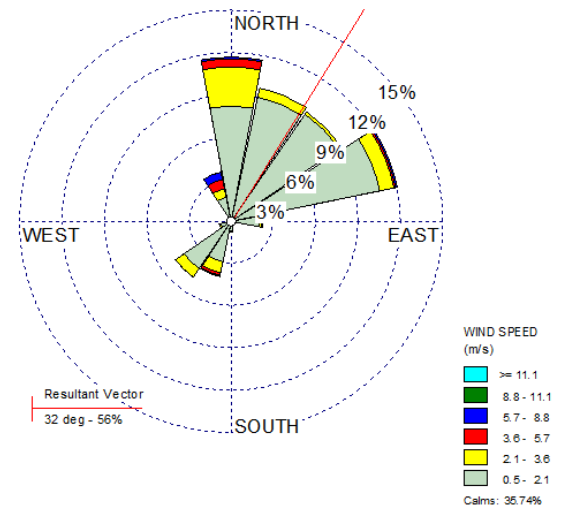 NORTH
15%
12%
9%
6%
3%
WEST
EAST
WIND SPEED
(m/s)
>= 11.1
8.8 - 11.1
5.7 - 8.8
3.6 - 5.7
2.1 - 3.6
0.5 - 2.1
Calms: 35.74%
Resultant Vector
32 deg - 56%
SOUTH